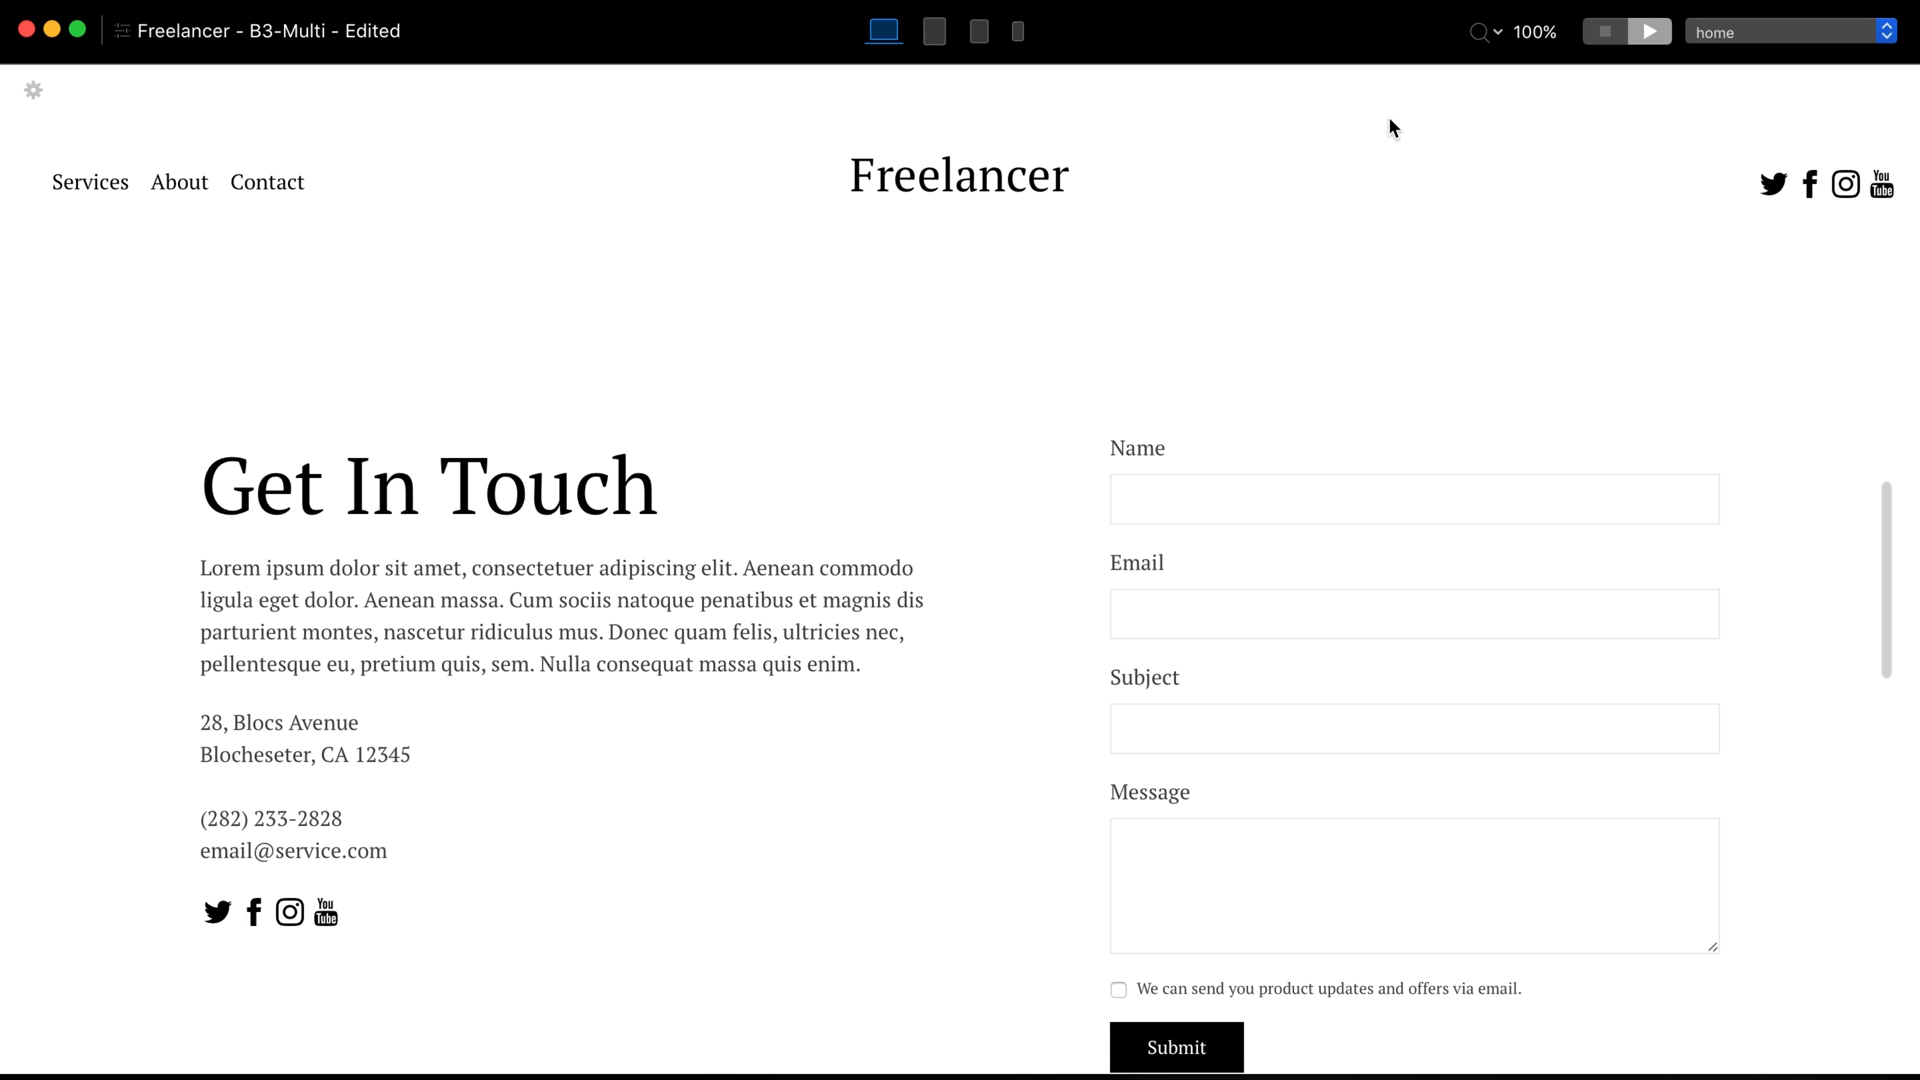 Freelancer - B3-Multi - Edited
100%
home
Services About Contact
Freelancer
You
Tube
Get In Touch
Lorem ipsum dolor sit amet, consectetuer adipiscing elit. Aenean commodo
ligula eget dolor. Aenean massa. Cum sociis natoque penatibus et magnis dis
parturient montes, nascetur ridiculus mus. Donec quam felis, ultricies nec,
pellentesque eu, pretium quis, sem. Nulla consequat massa quis enim.
28, Blocs Avenue
Blocheseter, CA 12345
(282) 233-2828
email@service.com
You
Tube
Name
Email
Subject
Message
We can send you product updates and offers via email.
Submit